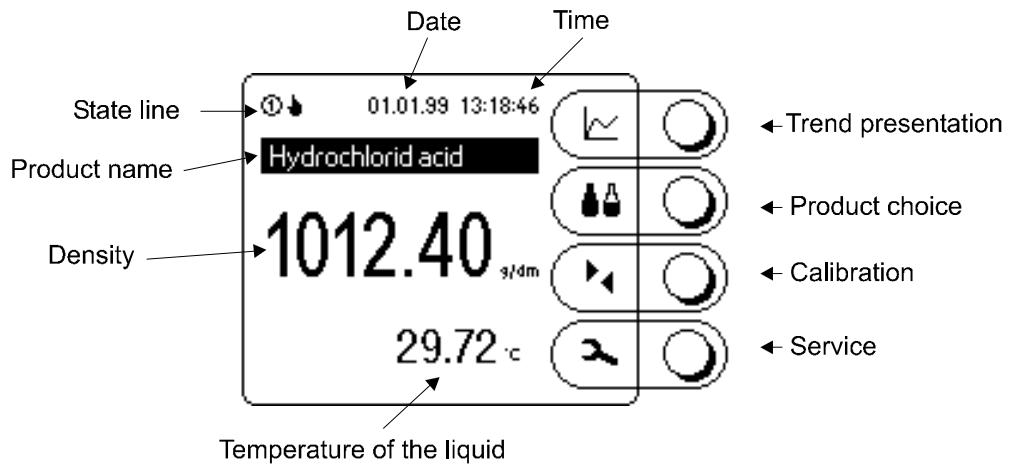 Date
Time
State line
① 01.01.99 13:18:46
Trend presentation
Product name
Hydrochlorid acid
Product choice
Density
1012.40 g/dm
Calibration
29.72 °C
Service
Temperature of the liquid